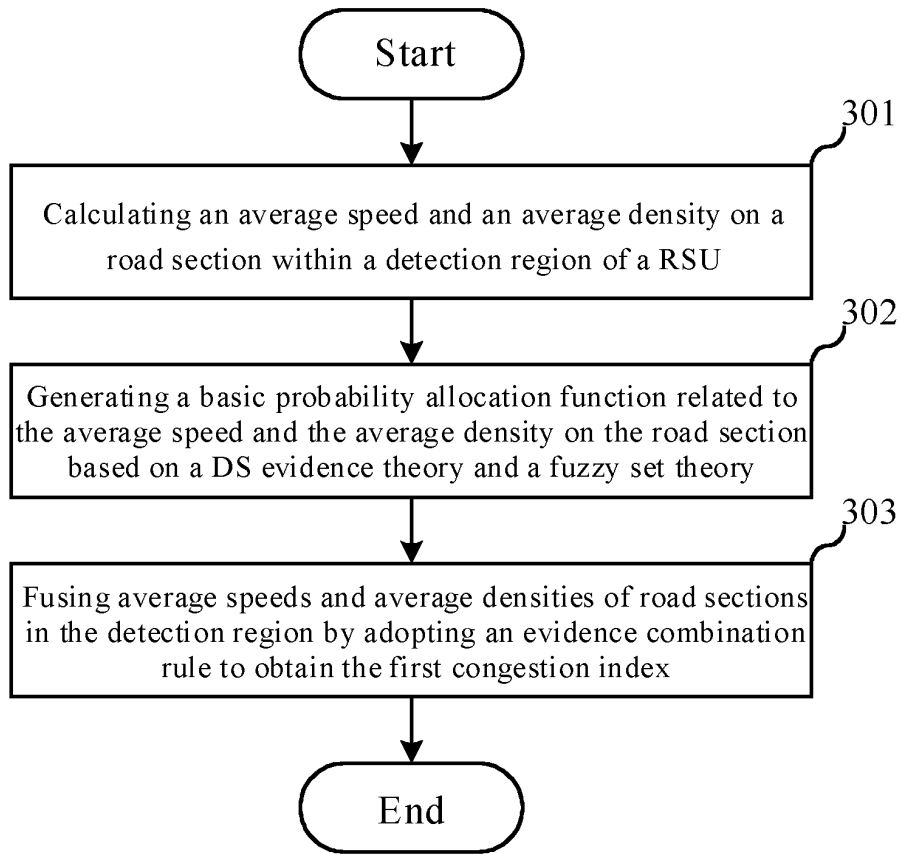 Start
301
Calculating an average speed and an average density on a
road section within a detection region of a RSU
302
Generating a basic probability allocation function related to
the average speed and the average density on the road section
based on a DS evidence theory and a fuzzy set theory
303
Fusing average speeds and average densities of road sections
in the detection region by adopting an evidence combination
rule to obtain the first congestion index
End